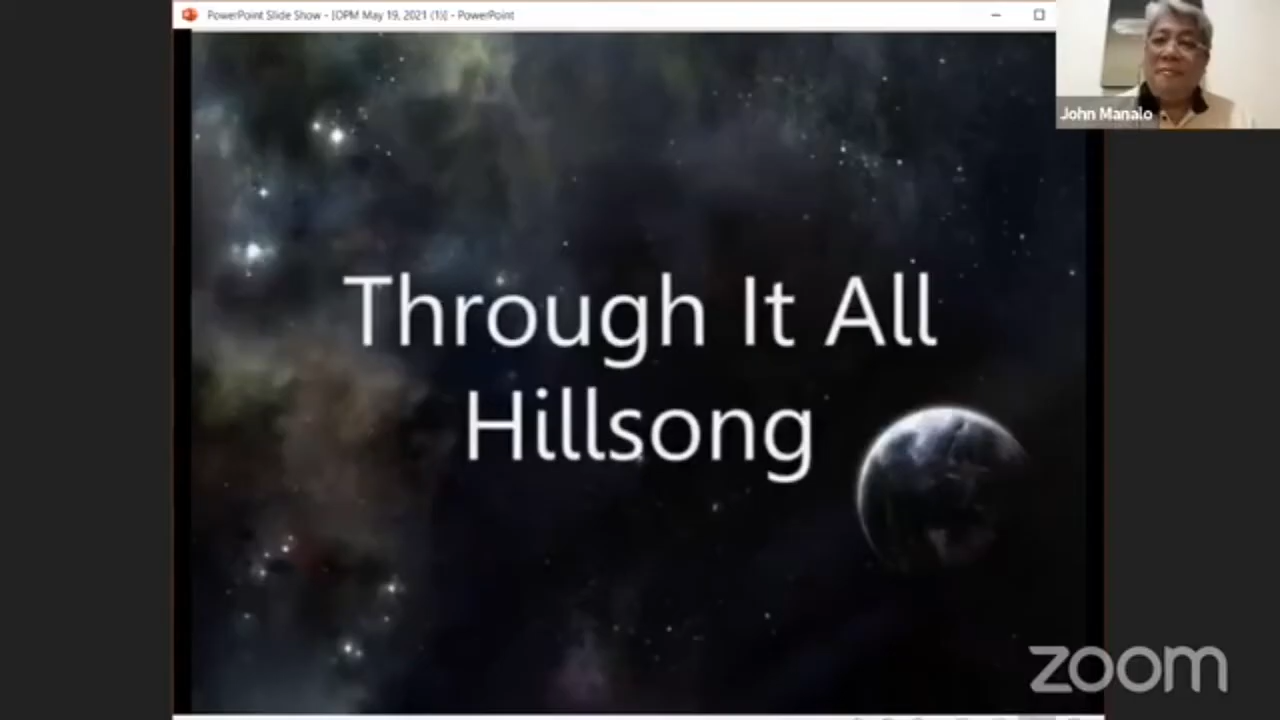 PowerPoint Slide Show - [OPM May 19, 2021 (1)] - PowerPoint
John Manalo
Through It All
Hillsong
zoom